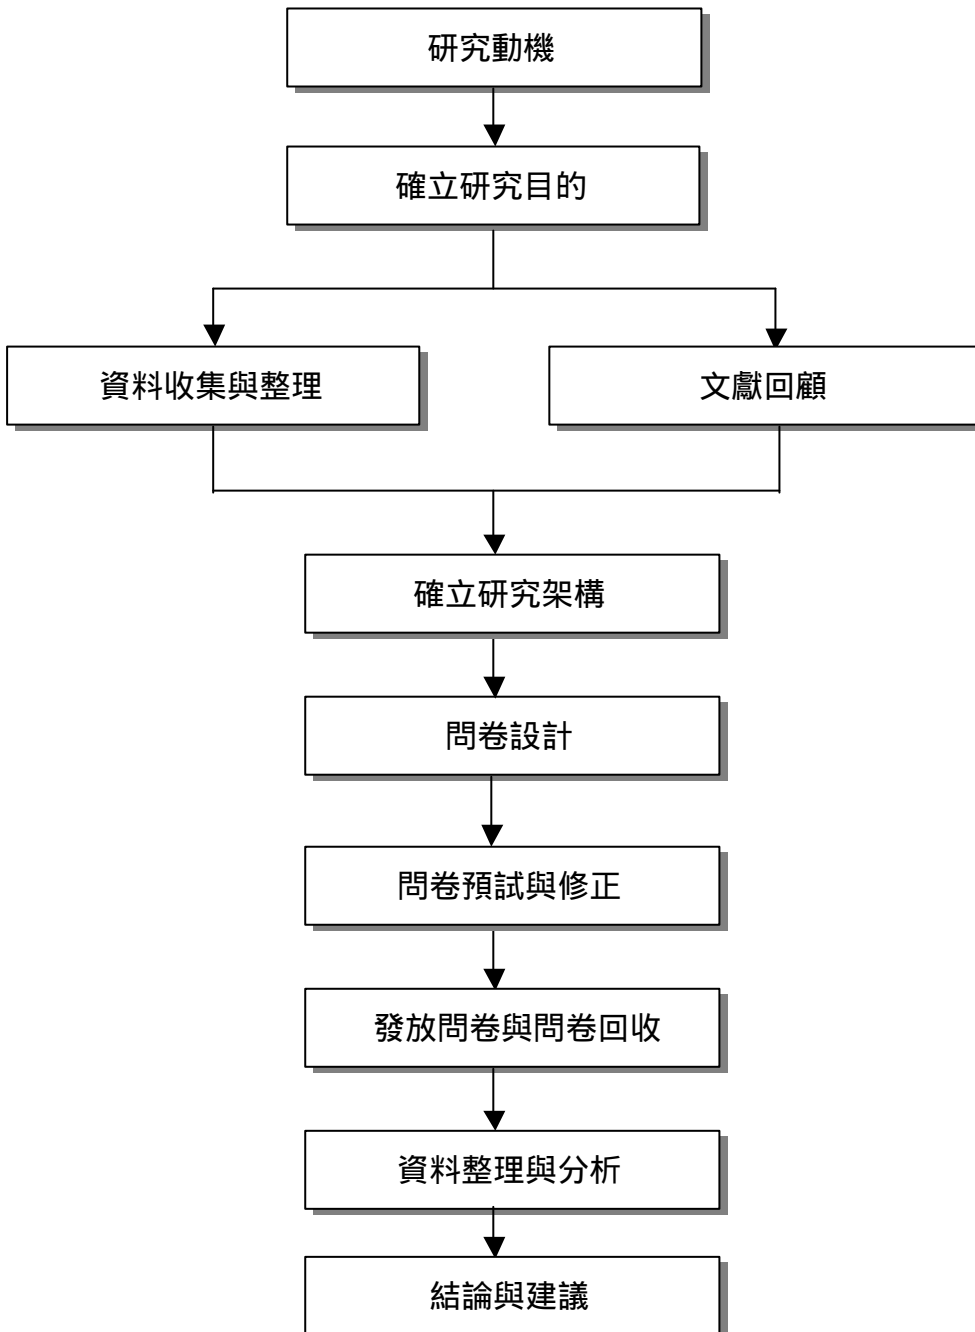 研究動機
確立研究目的
資料收集與整理
文獻回顧
確立研究架構
問卷設計
問卷預試與修正
發放問卷與問卷回收
資料整理與分析
結論與建議